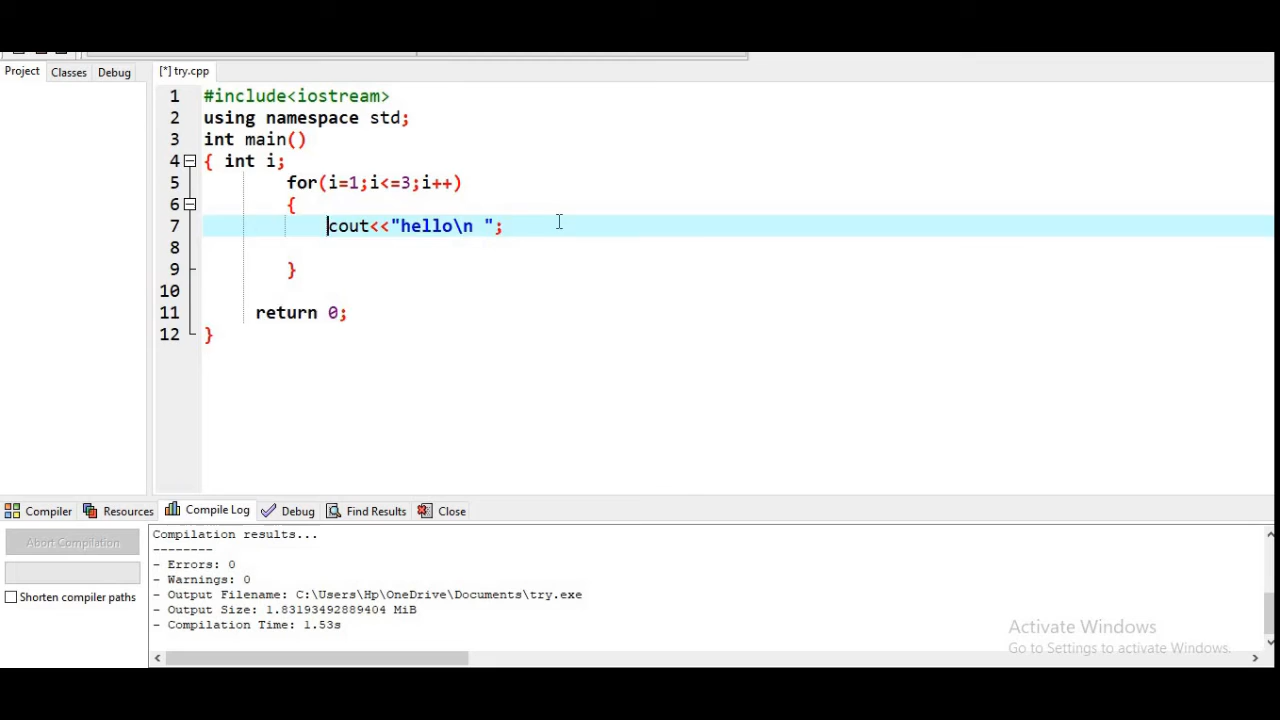 Project Classes Debug [*] try.cpp
1 #include<iostream>
2 using namespace std;
3 int main()
4 { int i;
5 for(i=1;i<=3;i++)
6 {
7 cout<<"hello\n ";
8
9 }
10
11 return 0;
12 }
Compiler Resources Compile Log Debug Find Results Close
Abort Compilation
Shorten compiler paths
Compilation results...
--------
- Errors: 0
- Warnings: 0
- Output Filename: C:\Users\Hp\OneDrive\Documents\try.exe
- Output Size: 1.83193492889404 MiB
- Compilation Time: 1.53s
Activate Windows
Go to Settings to activate Windows.